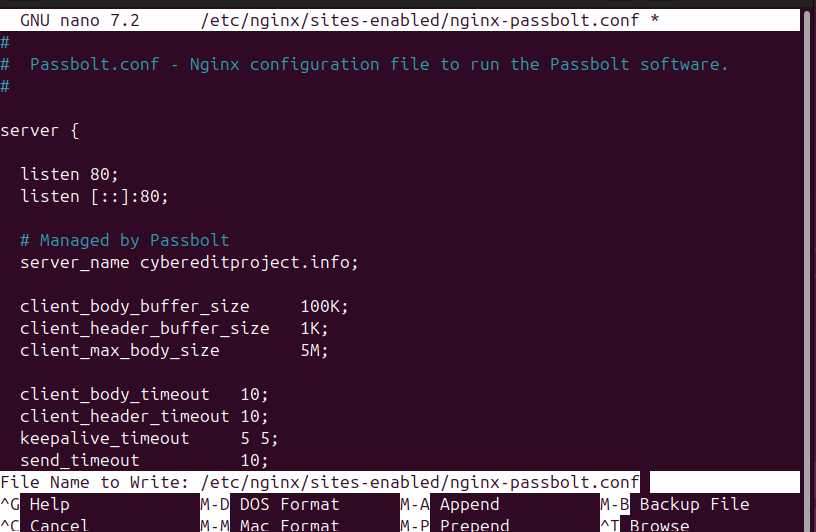 GNU nano 7.2 /etc/nginx/sites-enabled/nginx-passbolt.conf *
#
#  Passbolt.conf - Nginx configuration file to run the Passbolt software.
#
server {
listen 80;
listen [::]:80;
# Managed by Passbolt
server_name cybereditproject.info;
client_body_buffer_size     100K;
client_header_buffer_size   1K;
client_max_body_size        5M;
client_body_timeout   10;
client_header_timeout 10;
keepalive_timeout     5 5;
send_timeout          10;
File Name to Write: /etc/nginx/sites-enabled/nginx-passbolt.conf
^G Help M-D DOS Format M-A Append M-B Backup File
^C Cancel M-M Mac Format M-P Prepend ^T Browse